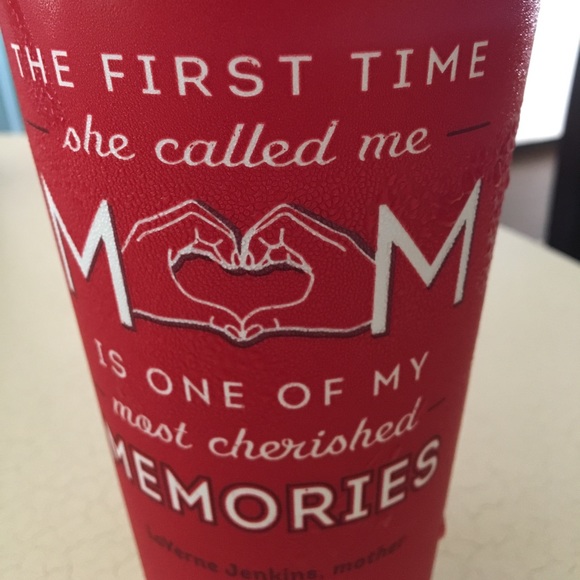 THE FIRST TIME
she called me
MOM
IS ONE OF MY
most cherished
MEMORIES
LaVerne Jenkins, mother